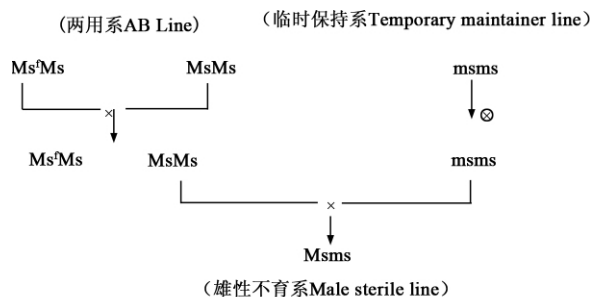 (两用系AB Line)
（临时保持系Temporary maintainer line）
MsᶠMs
MsMs
msms
×
⊗
MsᶠMs
MsMs
msms
×
Msms
（雄性不育系Male sterile line）